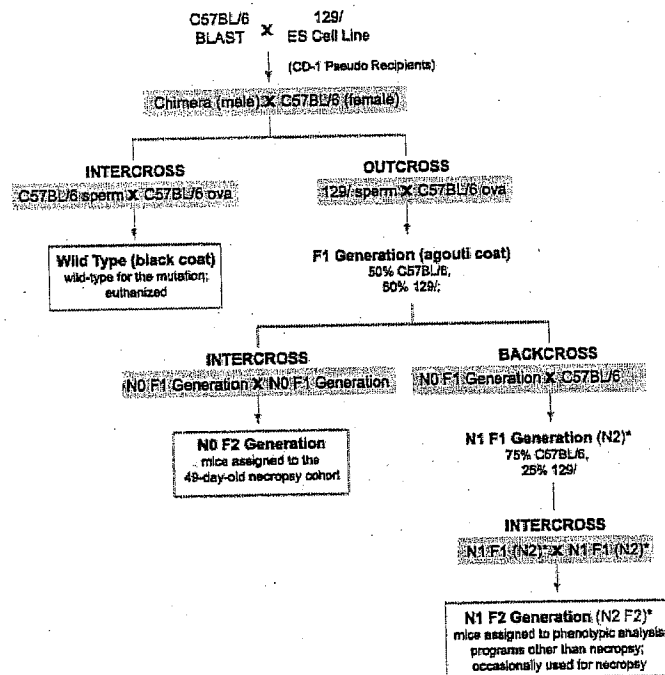 C57BL/6 X 129/
BLAST ES Cell Line
(CD-1 Pseudo Recipients)
Chimera (male) X C57BL/6 (female)
INTERCROSS
C57BL/6 sperm X C57BL/6 ova
OUTCROSS
129/ sperm X C57BL/6 ova
Wild Type (black coat)
wild-type for the mutation;
euthanized
F1 Generation (agouti coat)
50% C57BL/6,
50% 129/;
INTERCROSS
N0 F1 Generation X N0 F1 Generation
BACKCROSS
N0 F1 Generation X C57BL/6
N0 F2 Generation
mice assigned to the
49-day-old necropsy cohort
N1 F1 Generation (N2)*
75% C57BL/6,
25% 129/
INTERCROSS
N1 F1 (N2)* X N1 F1 (N2)*
N1 F2 Generation (N2 F2)*
mice assigned to phenotypic analysis
programs other than necropsy;
occasionally used for necropsy